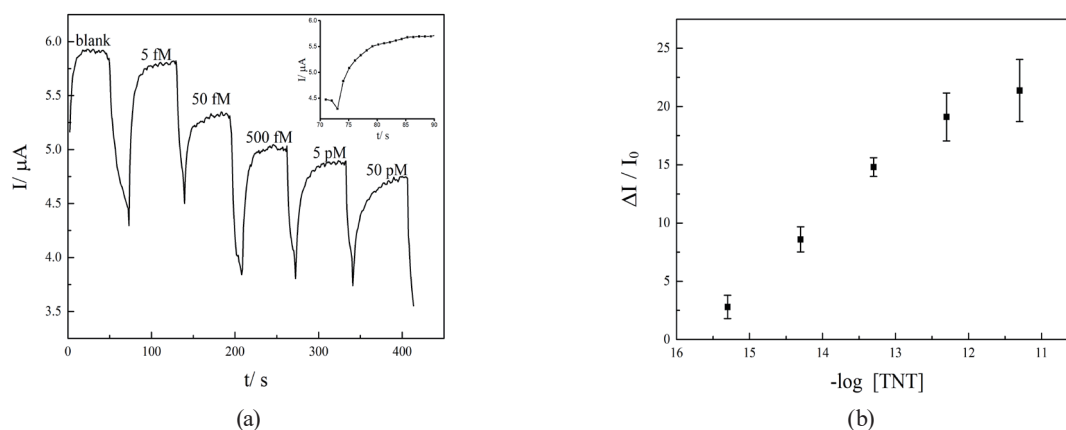 blank
5 fM
50 fM
500 fM
5 pM
50 pM
6.0
5.5
5.0
4.5
4.0
3.5
I/ μA
0
100
200
300
400
t/ s
6.0
5.5
5.0
4.5
I/ μA
70
75
80
85
90
t/ s
(a)
25
20
15
10
5
0
ΔI / I₀
16
15
14
13
12
11
-log [TNT]
(b)